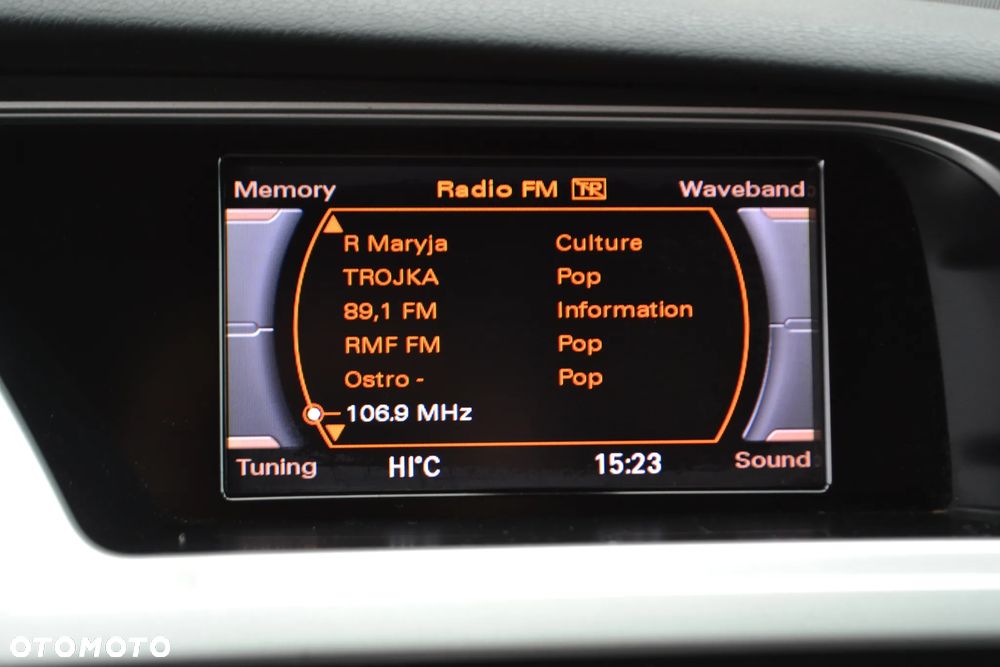 Memory Radio FM TP Waveband
R Maryja Culture
TROJKA Pop
89,1 FM Information
RMF FM Pop
Ostro - Pop
106.9 MHz
Tuning HI°C 15:23 Sound
OTOMOTO